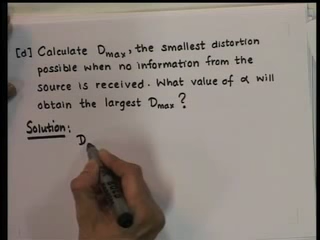 [d] Calculate Dmax, the smallest distortion
possible when no information from the
source is received. What value of α will
obtain the largest Dmax?
Solution:
D